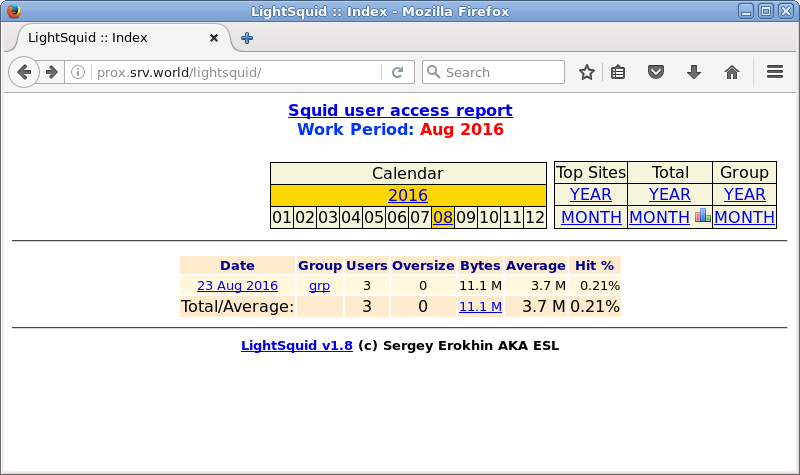 LightSquid :: Index - Mozilla Firefox
LightSquid :: Index
prox.srv.world/lightsquid/
Search
Squid user access report
Work Period: Aug 2016
Calendar
2016
01 02 03 04 05 06 07 08 09 10 11 12
Top Sites Total Group
YEAR YEAR YEAR
MONTH MONTH MONTH
Date Group Users Oversize Bytes Average Hit %
23 Aug 2016 grp 3 0 11.1 M 3.7 M 0.21%
Total/Average: 3 0 11.1 M 3.7 M 0.21%
LightSquid v1.8 (c) Sergey Erokhin AKA ESL